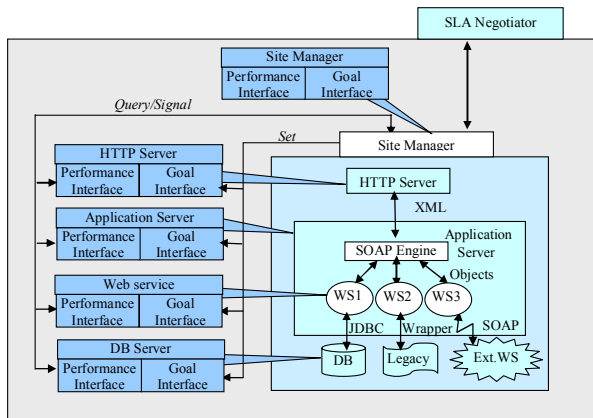 SLA Negotiator
Site Manager
Performance Interface
Goal Interface
Query/Signal
Set
Site Manager
HTTP Server
Performance Interface
Goal Interface
HTTP Server
XML
Application Server
Performance Interface
Goal Interface
Application Server
SOAP Engine
Objects
Web service
Performance Interface
Goal Interface
WS1
WS2
WS3
JDBC
Wrapper
SOAP
DB Server
Performance Interface
Goal Interface
DB
Legacy
Ext.WS